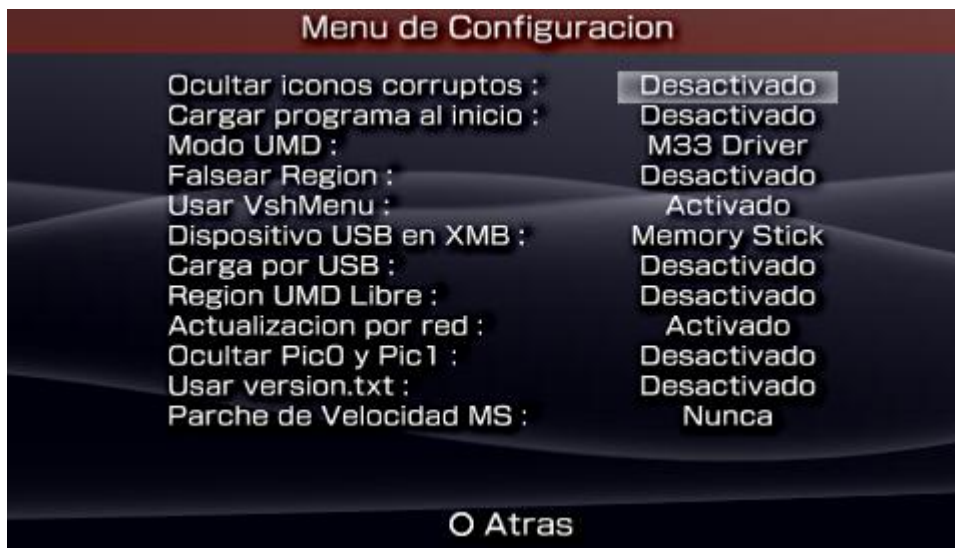 Menu de Configuracion
Ocultar iconos corruptos : Desactivado
Cargar programa al inicio : Desactivado
Modo UMD : M33 Driver
Falsear Region : Desactivado
Usar VshMenu : Activado
Dispositivo USB en XMB : Memory Stick
Carga por USB : Desactivado
Region UMD Libre : Desactivado
Actualizacion por red : Activado
Ocultar Pic0 y Pic1 : Desactivado
Usar version.txt : Desactivado
Parche de Velocidad MS : Nunca
O Atras